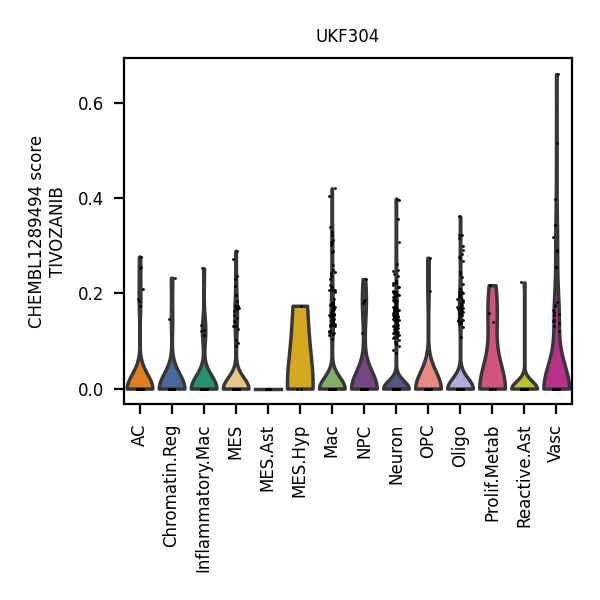 UKF304
CHEMBL1289494 score
TIVOZANIB
0.6
0.4
0.2
0.0
AC
Chromatin.Reg
Inflammatory.Mac
MES
MES.Ast
MES.Hyp
Mac
NPC
Neuron
OPC
Oligo
Prolif.Metab
Reactive.Ast
Vasc